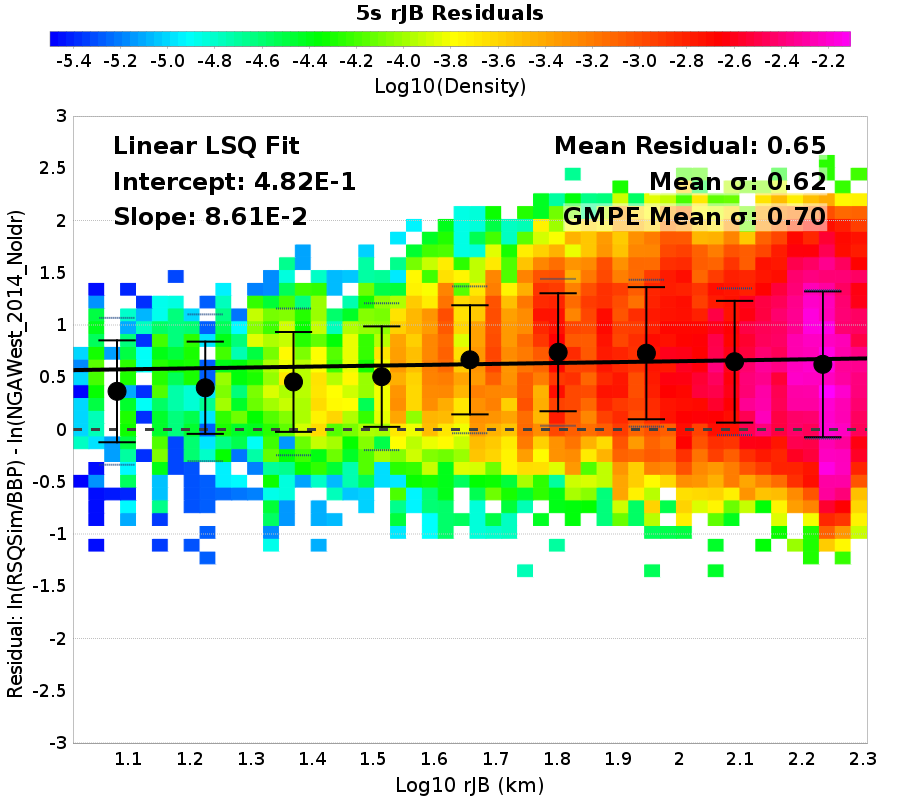 5s rJB Residuals
-5.4 -5.2 -5.0 -4.8 -4.6 -4.4 -4.2 -4.0 -3.8 -3.6 -3.4 -3.2 -3.0 -2.8 -2.6 -2.4 -2.2
Log10(Density)
Linear LSQ Fit
Intercept: 4.82E-1
Slope: 8.61E-2
Mean Residual: 0.65
Mean σ: 0.62
GMPE Mean σ: 0.70
Residual: ln(RSQSim/BBP) - ln(NGAWest_2014_NoIdr)
3
2.5
2
1.5
1
0.5
0
-0.5
-1
-1.5
-2
-2.5
-3
1.1 1.2 1.3 1.4 1.5 1.6 1.7 1.8 1.9 2 2.1 2.2 2.3
Log10 rJB (km)